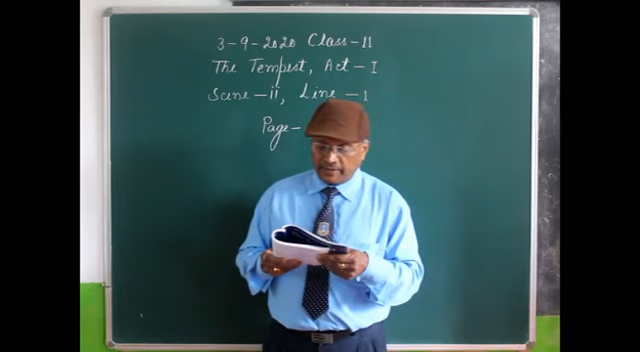 3-9-2020 Class-11
The Tempest, Act-I
Scene-ii, Line-1
Page-